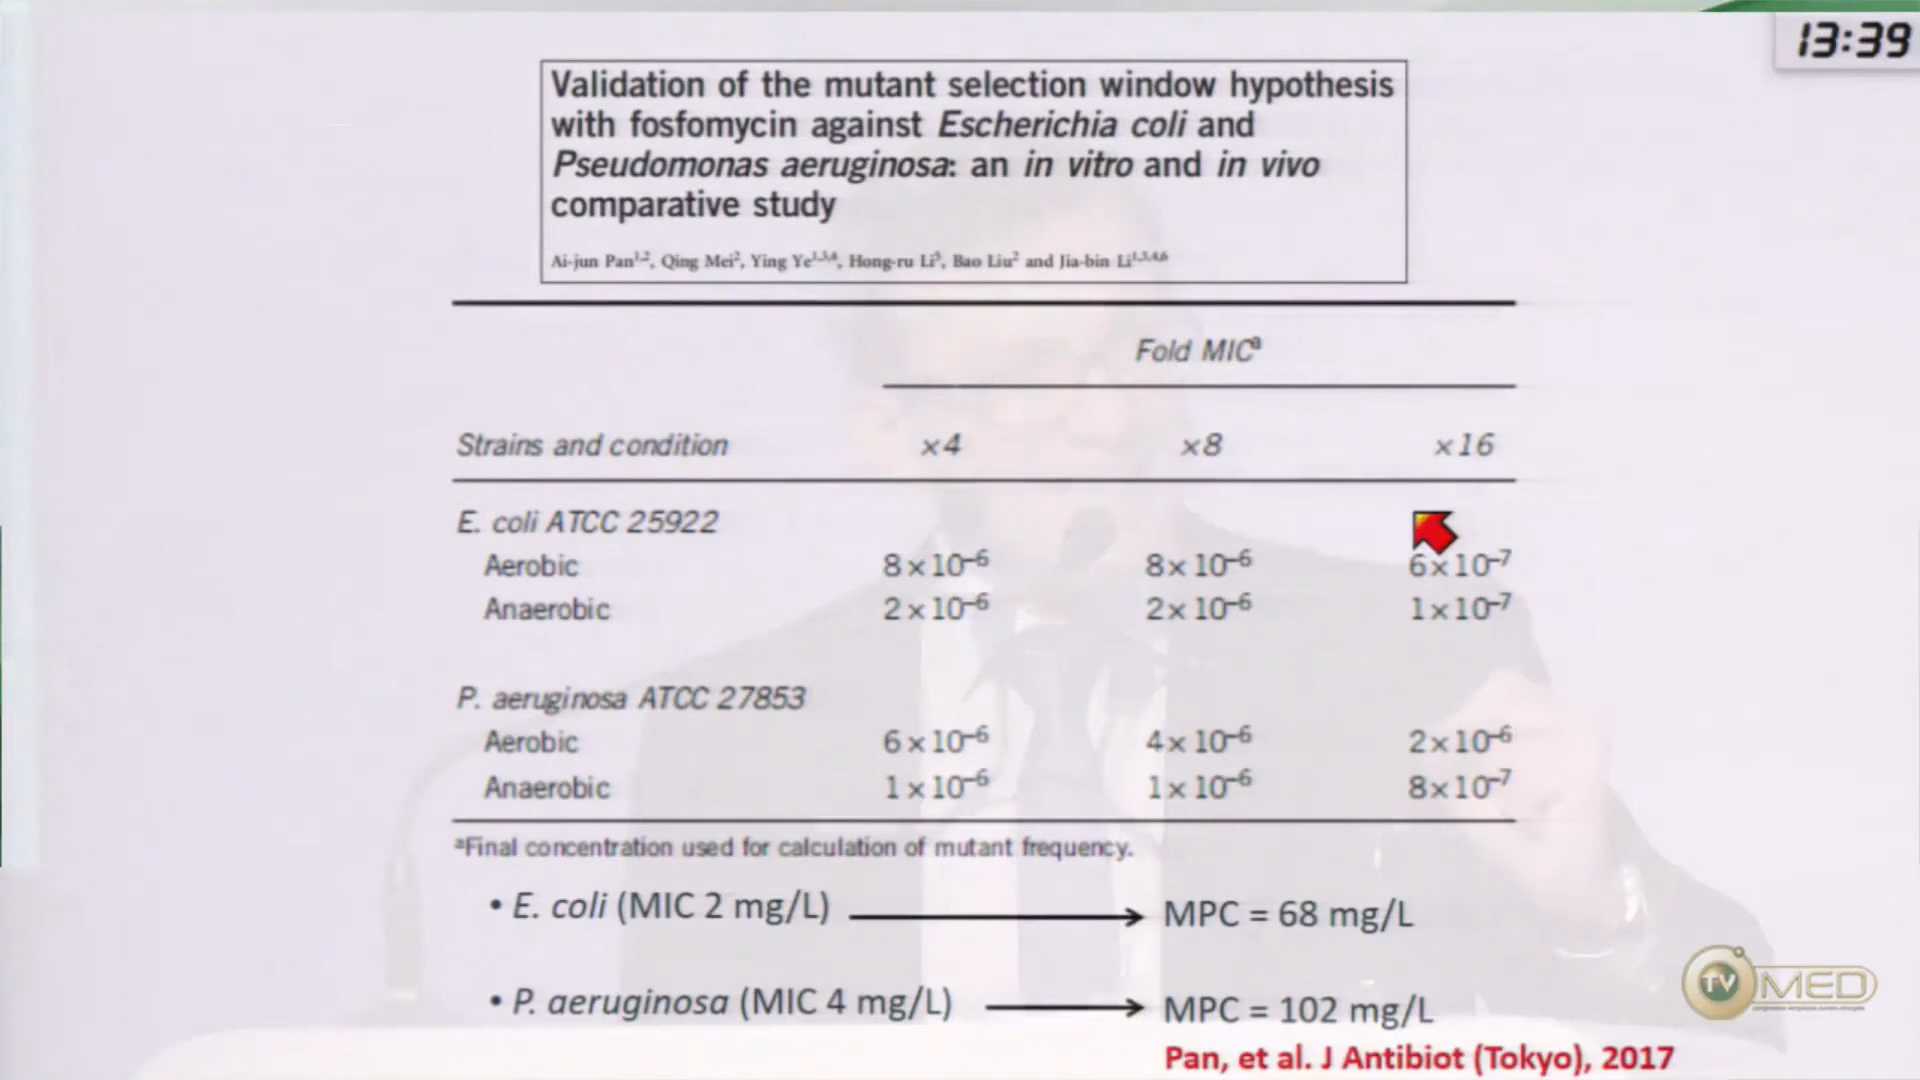 13:39
Validation of the mutant selection window hypothesis
with fosfomycin against Escherichia coli and
Pseudomonas aeruginosa: an in vitro and in vivo
comparative study
Ai-jun Pan1,2, Qing Mei2, Ying Ye1,3,4, Hong-ru Li5, Bao Liu2 and Jia-bin Li1,3,4,6
Fold MICª
Strains and condition ×4 ×8 ×16
E. coli ATCC 25922
Aerobic 8×10⁻⁶ 8×10⁻⁶ 6×10⁻⁷
Anaerobic 2×10⁻⁶ 2×10⁻⁶ 1×10⁻⁷
P. aeruginosa ATCC 27853
Aerobic 6×10⁻⁶ 4×10⁻⁶ 2×10⁻⁶
Anaerobic 1×10⁻⁶ 1×10⁻⁶ 8×10⁻⁷
ªFinal concentration used for calculation of mutant frequency.
• E. coli (MIC 2 mg/L) → MPC = 68 mg/L
• P. aeruginosa (MIC 4 mg/L) → MPC = 102 mg/L
Pan, et al. J Antibiot (Tokyo), 2017
TV MED